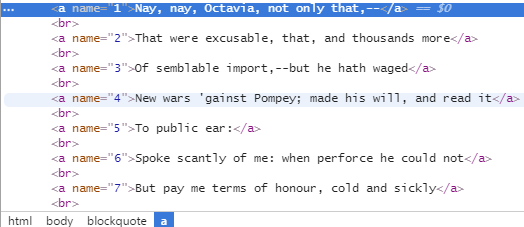 ... <a name="1">Nay, nay, Octavia, not only that,--</a> == $0
<br>
<a name="2">That were excusable, that, and thousands more</a>
<br>
<a name="3">Of semblable import,--but he hath waged</a>
<br>
<a name="4">New wars 'gainst Pompey; made his will, and read it</a>
<br>
<a name="5">To public ear:</a>
<br>
<a name="6">Spoke scantly of me: when perforce he could not</a>
<br>
<a name="7">But pay me terms of honour, cold and sickly</a>
<br>
html body blockquote a